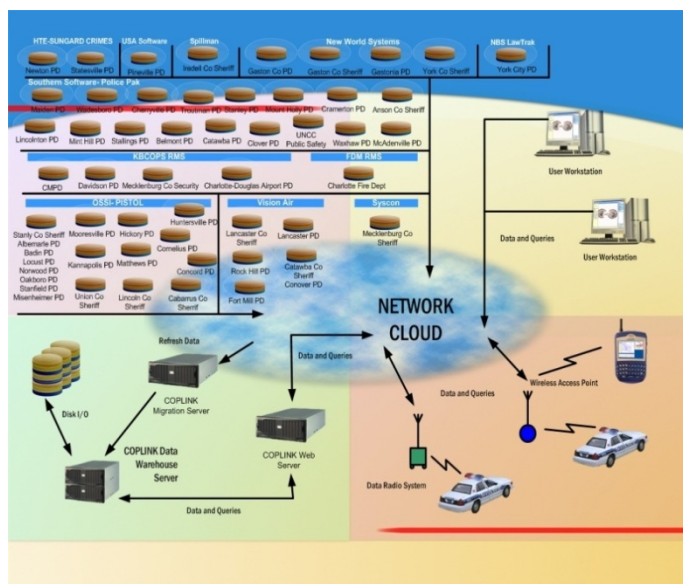 HTE-SUNGARD CRIMES
USA Software
Spillman
New World Systems
NBS LawTrak
Newton PD
Statesville PD
Pineville PD
Iredell Co Sheriff
Gaston Co PD
Gaston Co Sheriff
Gastonia PD
York Co Sheriff
York City PD
Southern Software- Police Pak
Maiden PD
Wadesboro PD
Cherryville PD
Troutman PD
Stanley PD
Mount Holly PD
Cramerton PD
Anson Co Sheriff
Lincolnton PD
Mint Hill PD
Stallings PD
Belmont PD
Catawba PD
Clover PD
UNCC
Public Safety
Waxhaw PD
McAdenville PD
KBCOPS RMS
FDM RMS
CMPD
Davidson PD
Mecklenburg Co Security
Charlotte-Douglas Airport PD
Charlotte Fire Dept
OSSI- PISTOL
Vision Air
Syscon
Stanly Co Sheriff
Albemarle PD
Badin PD
Locust PD
Norwood PD
Oakboro PD
Stanfield PD
Misenheimer PD
Mooresville PD
Hickory PD
Huntersville PD
Kannapolis PD
Matthews PD
Cornelius PD
Concord PD
Union Co
Sheriff
Lincoln Co
Sheriff
Cabarrus Co
Sherriff
Lancaster Co
Sheriff
Lancaster PD
Rock Hill PD
Catawba Co
Sheriff
Conover PD
Fort Mill PD
Mecklenburg Co
Sheriff
User Workstation
Data and Queries
User Workstation
NETWORK
CLOUD
Refresh Data
Data and Queries
COPLINK
Migration Server
Disk I/O
COPLINK Data
Warehouse
Server
COPLINK Web
Server
Data and Queries
Data and Queries
Wireless Access Point
Data Radio System